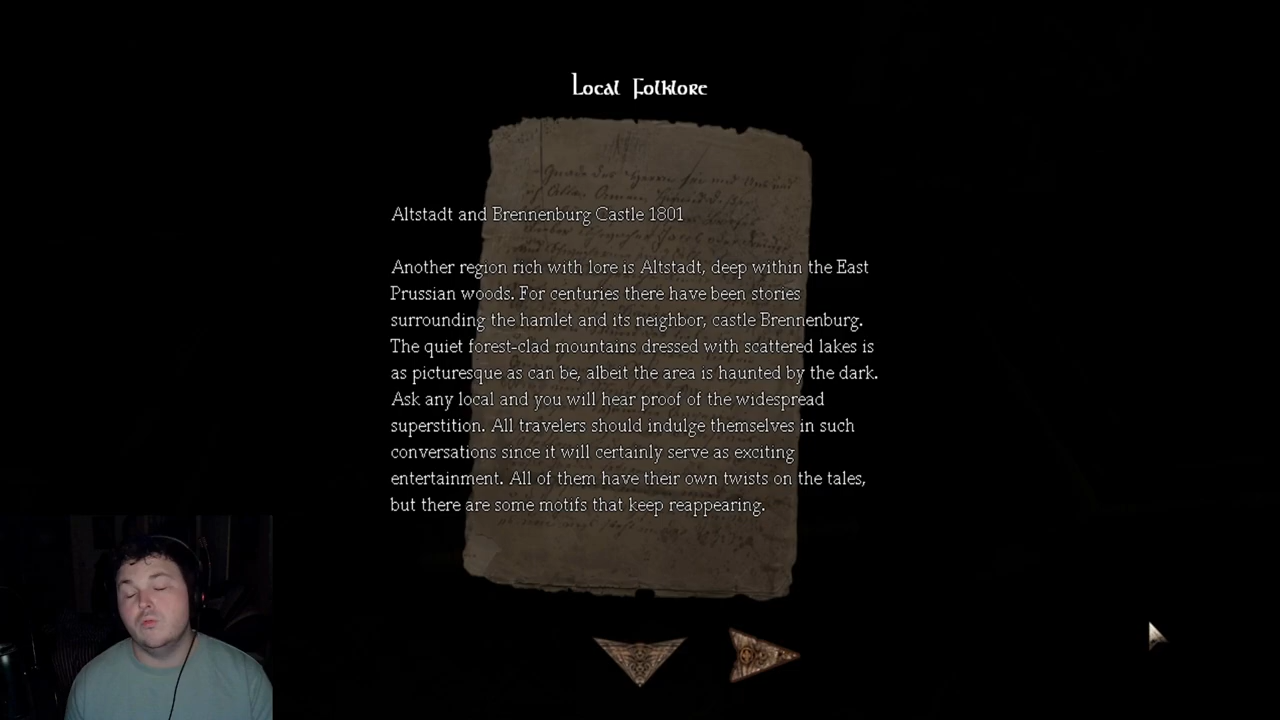 Local Folklore
Altstadt and Brennenburg Castle 1801
Another region rich with lore is Altstadt, deep within the East
Prussian woods. For centuries there have been stories
surrounding the hamlet and its neighbor, castle Brennenburg.
The quiet forest-clad mountains dressed with scattered lakes is
as picturesque as can be, albeit the area is haunted by the dark.
Ask any local and you will hear proof of the widespread
superstition. All travelers should indulge themselves in such
conversations since it will certainly serve as exciting
entertainment. All of them have their own twists on the tales,
but there are some motifs that keep reappearing.